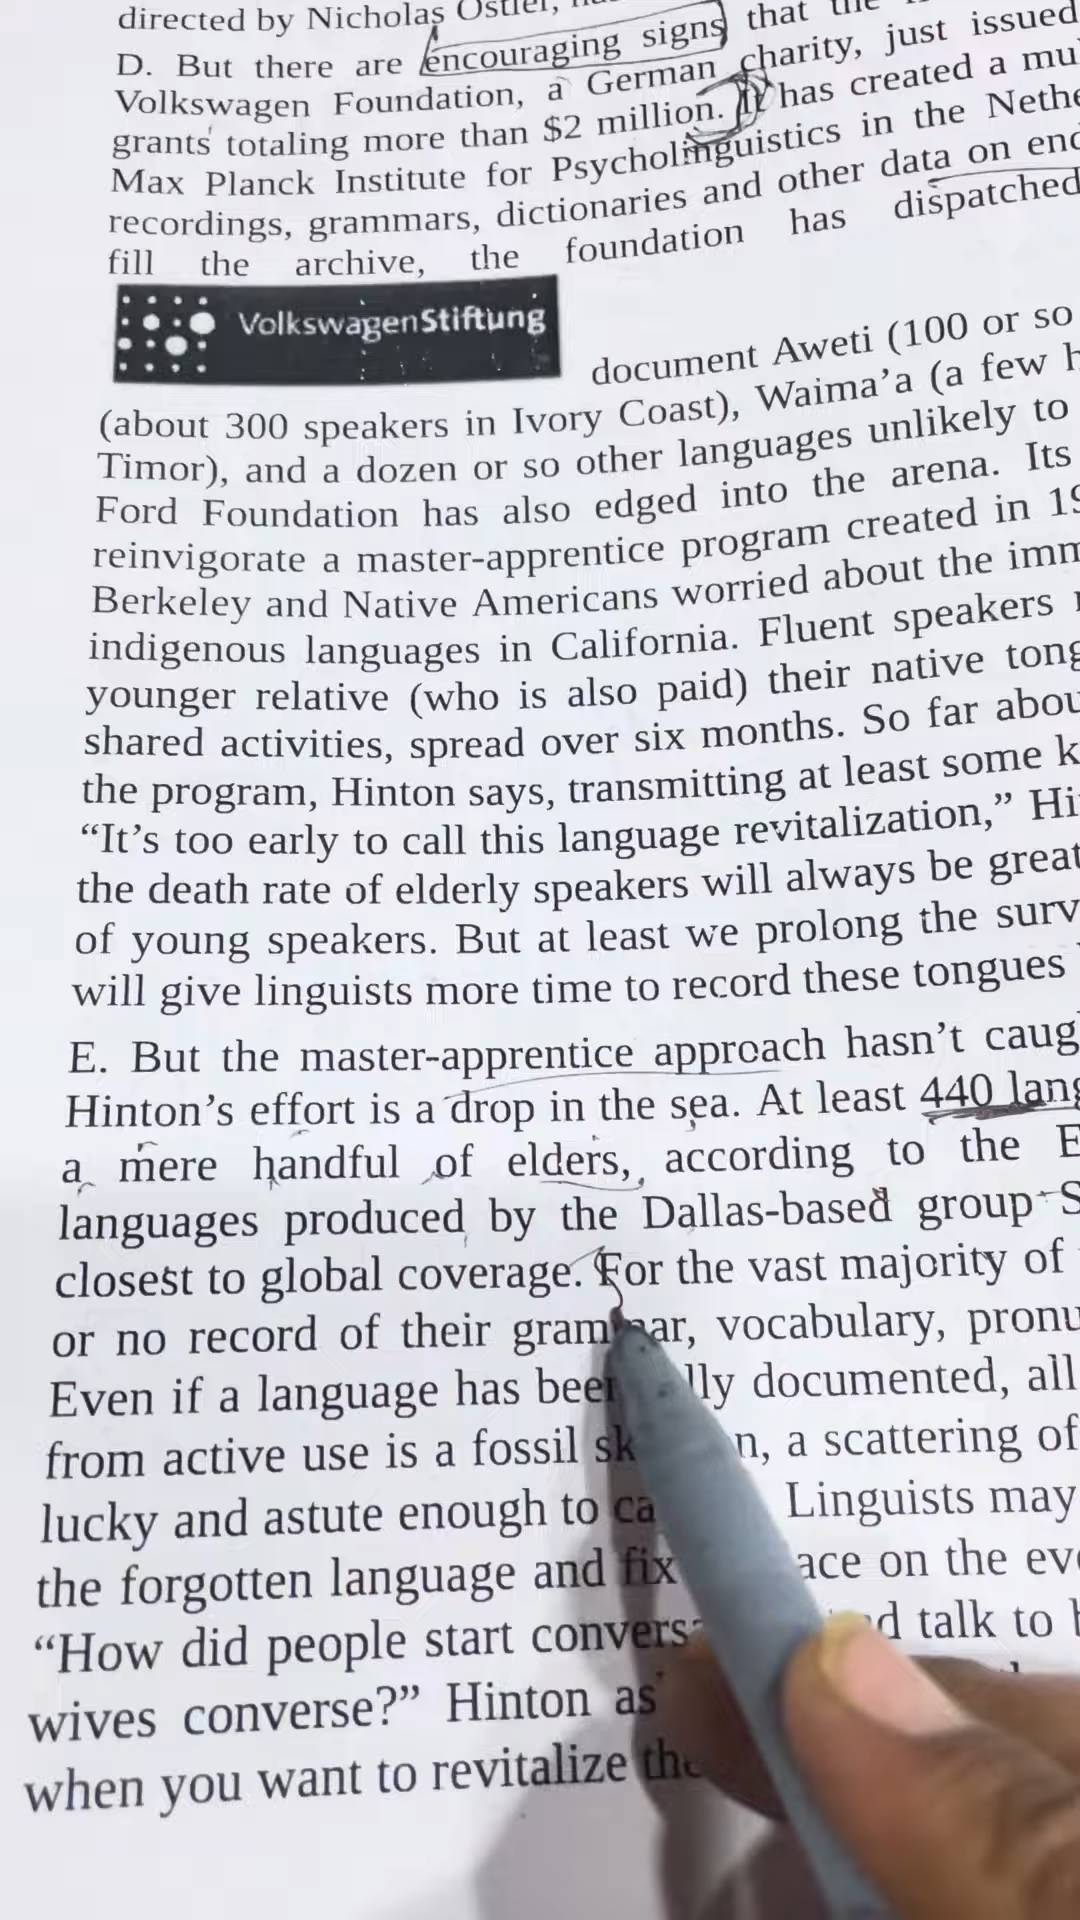 directed by Nicholas Ostler,
D. But there are encouraging signs that the
Volkswagen Foundation, a German charity, just issued
grants totaling more than $2 million. It has created a mu
Max Planck Institute for Psycholinguistics in the Nethe
recordings, grammars, dictionaries and other data on end
fill the archive, the foundation has dispatched
VolkswagenStiftung
document Aweti (100 or so
(about 300 speakers in Ivory Coast), Waima'a (a few h
Timor), and a dozen or so other languages unlikely to
Ford Foundation has also edged into the arena. Its
reinvigorate a master-apprentice program created in 19
Berkeley and Native Americans worried about the imm
indigenous languages in California. Fluent speakers
younger relative (who is also paid) their native tong
shared activities, spread over six months. So far abou
the program, Hinton says, transmitting at least some k
“It's too early to call this language revitalization,” Hi
the death rate of elderly speakers will always be great
of young speakers. But at least we prolong the surv
will give linguists more time to record these tongues
E. But the master-apprentice approach hasn't caug
Hinton's effort is a drop in the sea. At least 440 lang
a mere handful of elders, according to the E
languages produced by the Dallas-based group S
closest to global coverage. For the vast majority of
or no record of their grammar, vocabulary, pronu
Even if a language has been documented, all
from active use is a fossil a scattering of
lucky and astute enough to Linguists may
the forgotten language and fix on the eve
“How did people start talk to
wives converse?” Hinton
when you want to revitalize